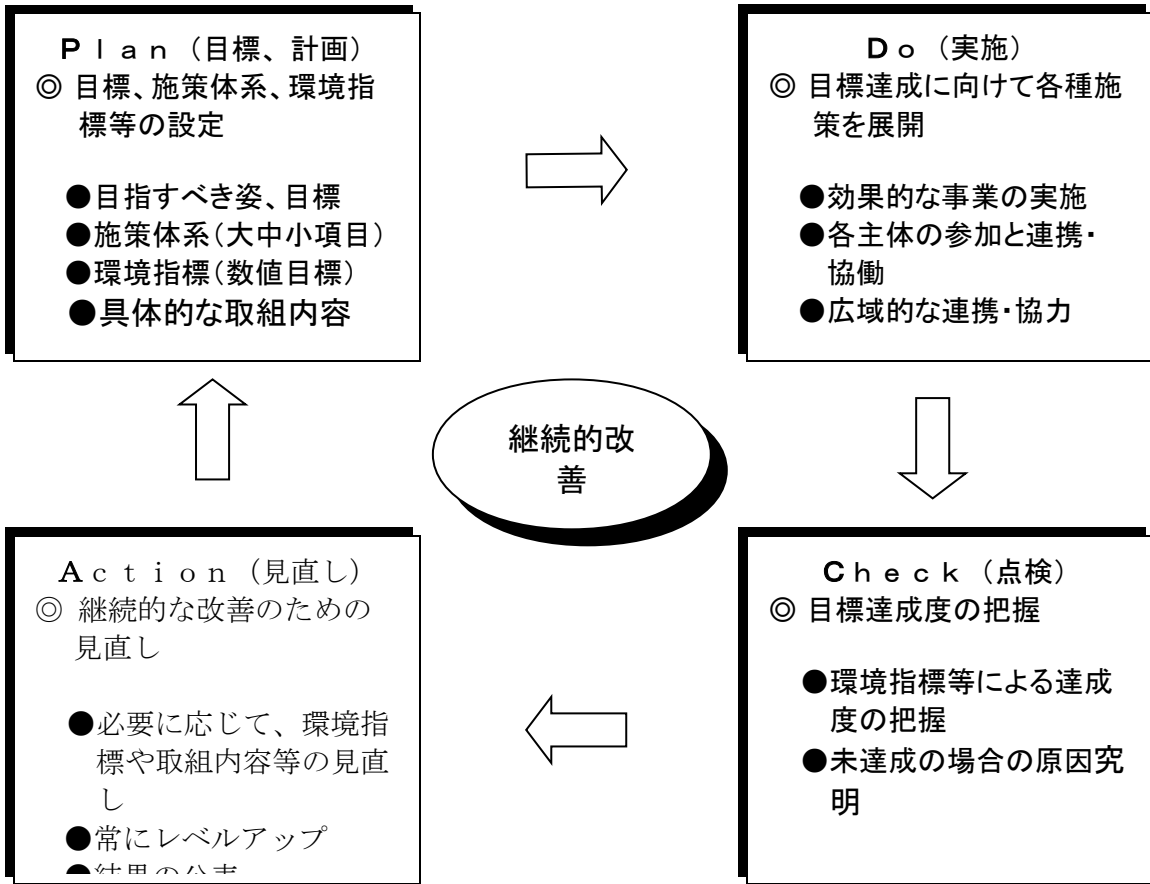 Plan（目標、計画）
◎ 目標、施策体系、環境指
標等の設定
●目指すべき姿、目標
●施策体系（大中小項目）
●環境指標（数値目標）
●具体的な取組内容
Do（実施）
◎ 目標達成に向けて各種施
策を展開
●効果的な事業の実施
●各主体の参加と連携・
協働
●広域的な連携・協力
継続的改
善
Action（見直し）
◎ 継続的な改善のための
見直し
●必要に応じて、環境指
標や取組内容等の見直
し
●常にレベルアップ
●結果の公表
Check（点検）
◎ 目標達成度の把握
●環境指標等による達成
度の把握
●未達成の場合の原因究
明